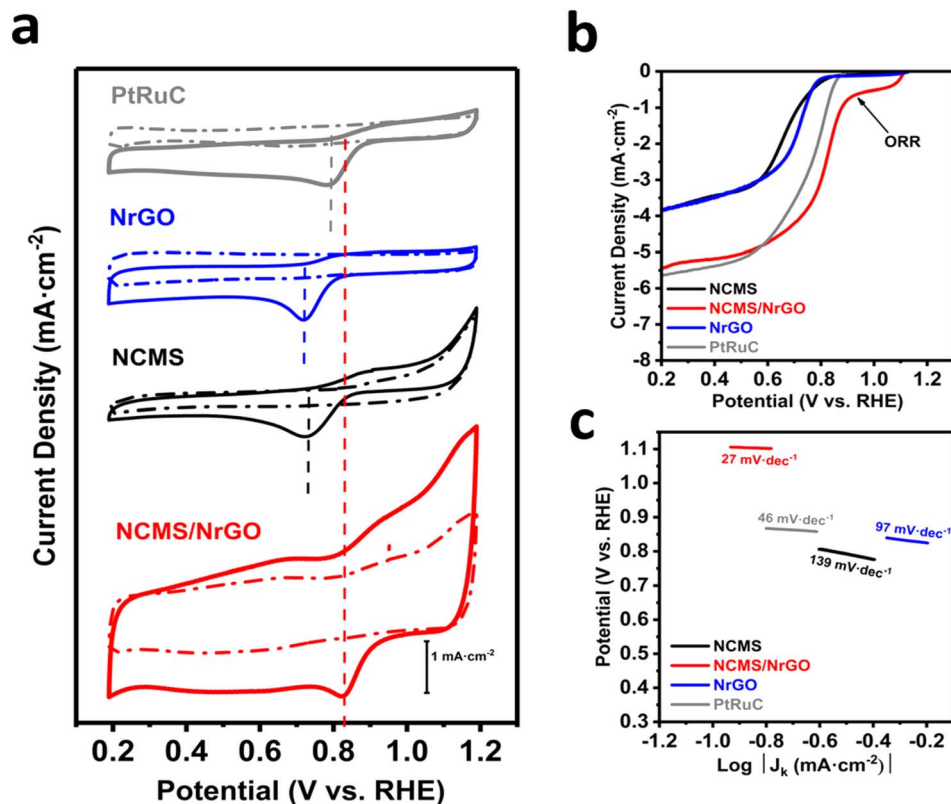 a
PtRuC
NrGO
NCMS
NCMS/NrGO
1 mA·cm-2
Current Density (mA·cm-2)
0.2 0.4 0.6 0.8 1.0 1.2
Potential (V vs. RHE)
b
0
-1
-2
-3
-4
-5
-6
-7
-8
ORR
NCMS
NCMS/NrGO
NrGO
PtRuC
Current Density (mA·cm-2)
0.2 0.4 0.6 0.8 1.0 1.2
Potential (V vs. RHE)
c
1.1
1.0
0.9
0.8
0.7
0.6
0.5
0.4
0.3
27 mV·dec-1
46 mV·dec-1
97 mV·dec-1
139 mV·dec-1
NCMS
NCMS/NrGO
NrGO
PtRuC
Potential (V vs. RHE)
-1.2 -1.0 -0.8 -0.6 -0.4 -0.2
Log |Jk (mA·cm-2)|